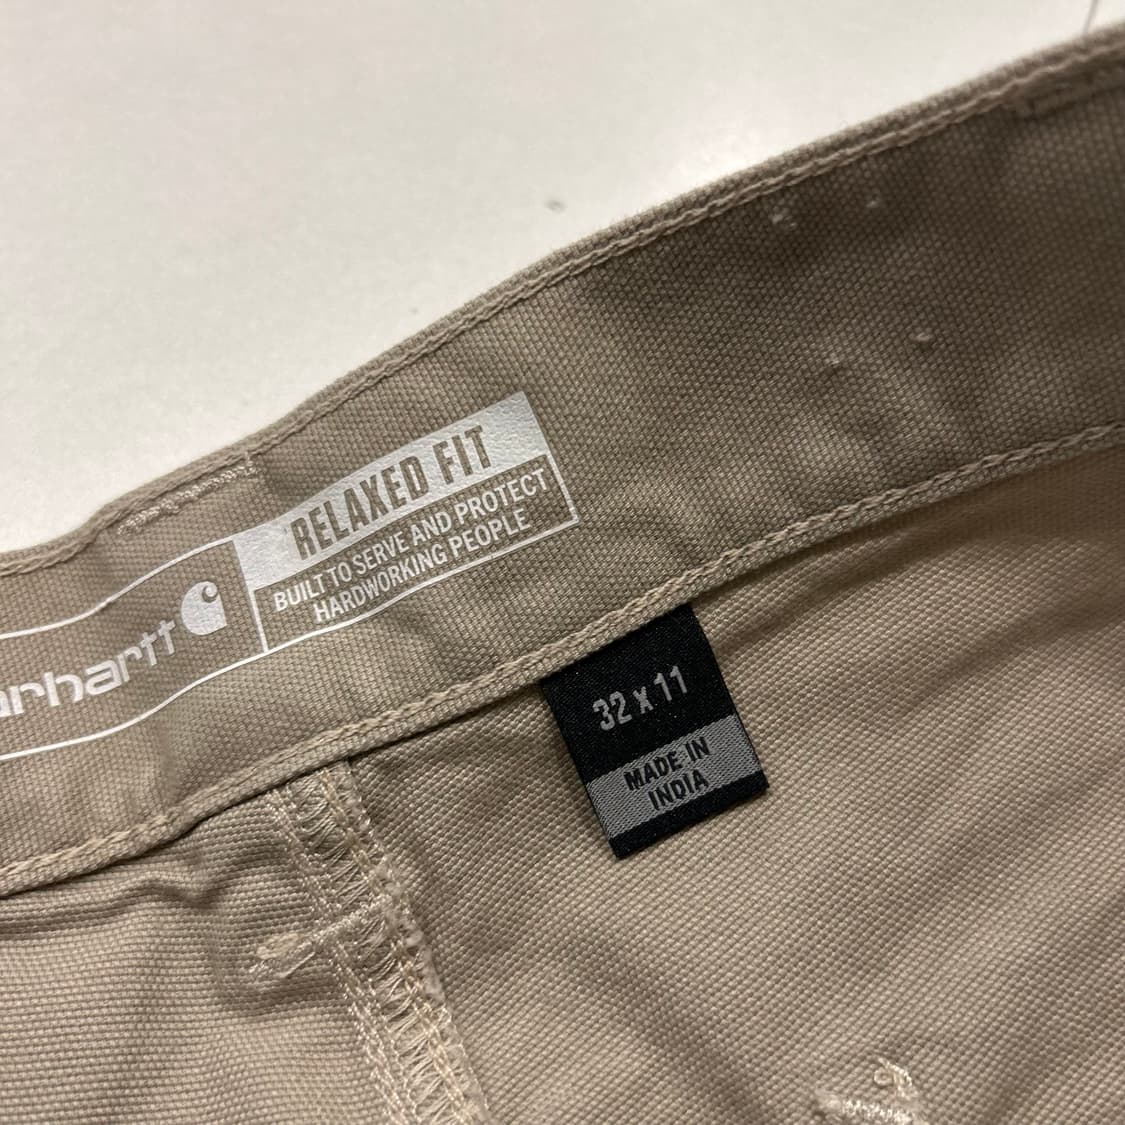 arhartt
RELAXED FIT
BUILT TO SERVE AND PROTECT
HARDWORKING PEOPLE
32 x 11
MADE IN
INDIA